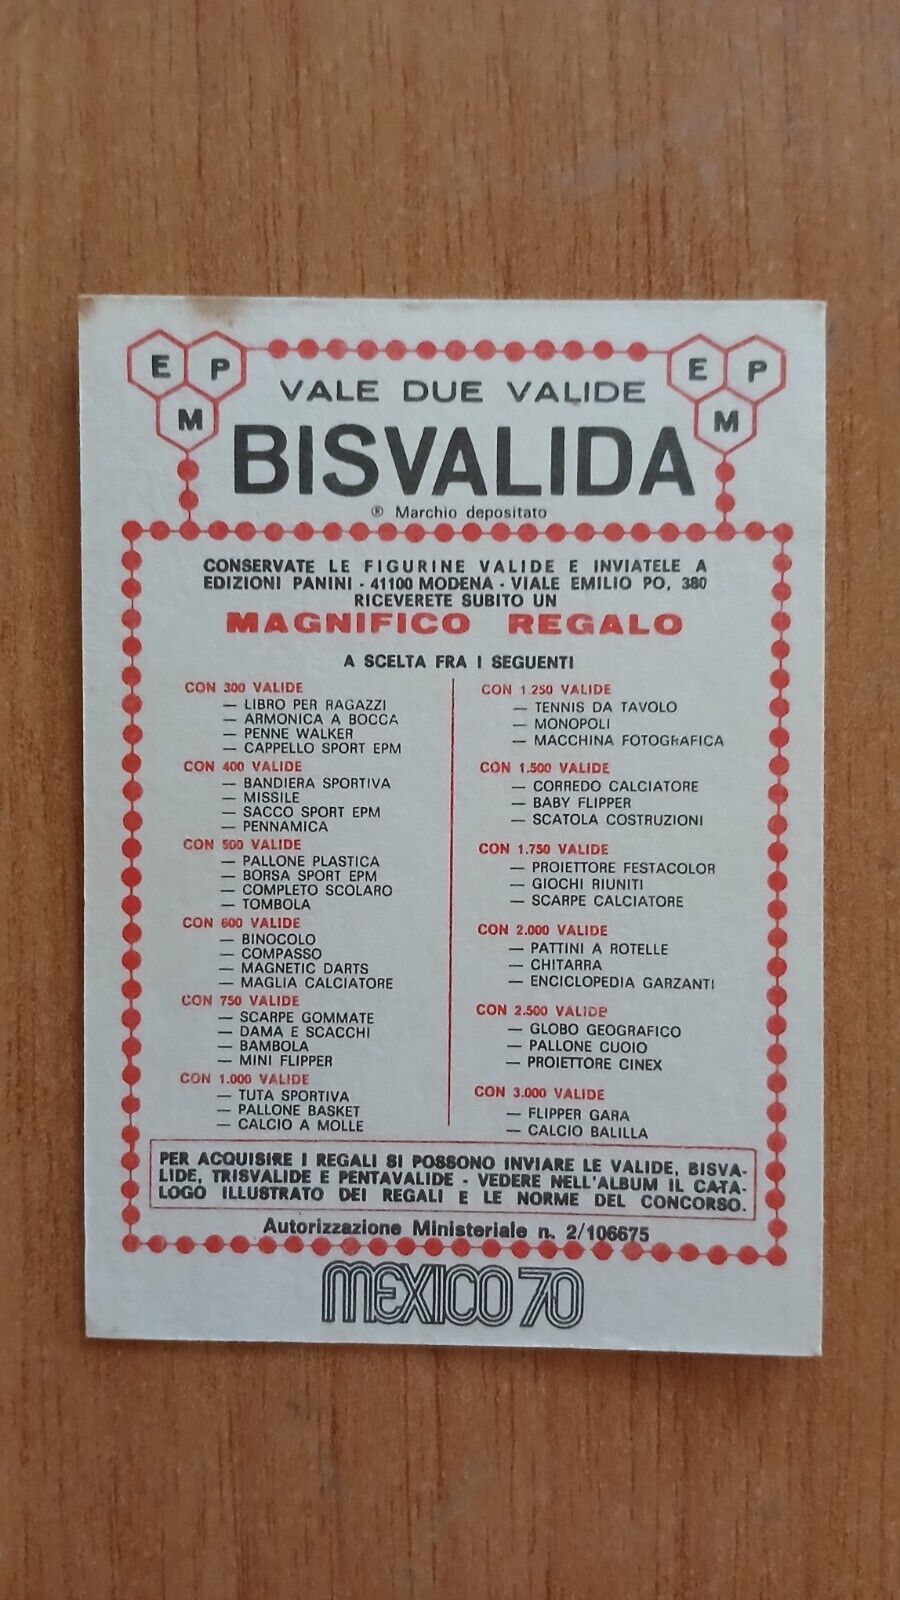 E P
M
E P
M
VALE DUE VALIDE
BISVALIDA
® Marchio depositato
CONSERVATE LE FIGURINE VALIDE E INVIATELE A
EDIZIONI PANINI - 41100 MODENA - VIALE EMILIO PO, 380
RICEVERETE SUBITO UN
MAGNIFICO REGALO
A SCELTA FRA I SEGUENTI
CON 300 VALIDE
— LIBRO PER RAGAZZI
— ARMONICA A BOCCA
— PENNE WALKER
— CAPPELLO SPORT EPM
CON 400 VALIDE
— BANDIERA SPORTIVA
— MISSILE
— SACCO SPORT EPM
— PENNAMICA
CON 500 VALIDE
— PALLONE PLASTICA
— BORSA SPORT EPM
— COMPLETO SCOLARO
— TOMBOLA
CON 600 VALIDE
— BINOCOLO
— COMPASSO
— MAGNETIC DARTS
— MAGLIA CALCIATORE
CON 750 VALIDE
— SCARPE GOMMATE
— DAMA E SCACCHI
— BAMBOLA
— MINI FLIPPER
CON 1.000 VALIDE
— TUTA SPORTIVA
— PALLONE BASKET
— CALCIO A MOLLE
CON 1.250 VALIDE
— TENNIS DA TAVOLO
— MONOPOLI
— MACCHINA FOTOGRAFICA
CON 1.500 VALIDE
— CORREDO CALCIATORE
— BABY FLIPPER
— SCATOLA COSTRUZIONI
CON 1.750 VALIDE
— PROIETTORE FESTACOLOR
— GIOCHI RIUNITI
— SCARPE CALCIATORE
CON 2.000 VALIDE
— PATTINI A ROTELLE
— CHITARRA
— ENCICLOPEDIA GARZANTI
CON 2.500 VALIDE
— GLOBO GEOGRAFICO
— PALLONE CUOIO
— PROIETTORE CINEX
CON 3.000 VALIDE
— FLIPPER GARA
— CALCIO BALILLA
PER ACQUISIRE I REGALI SI POSSONO INVIARE LE VALIDE, BISVA-
LIDE, TRISVALIDE E PENTAVALIDE - VEDERE NELL'ALBUM IL CATA-
LOGO ILLUSTRATO DEI REGALI E LE NORME DEL CONCORSO.
Autorizzazione Ministeriale n. 2/106675
MEXICO 70